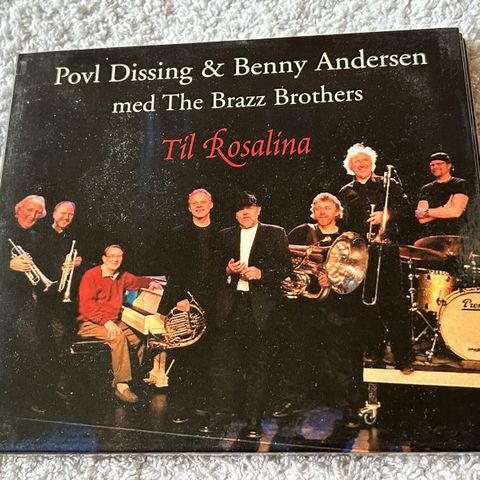 Povl Dissing & Benny Andersen
med The Brazz Brothers
Til Rosalina